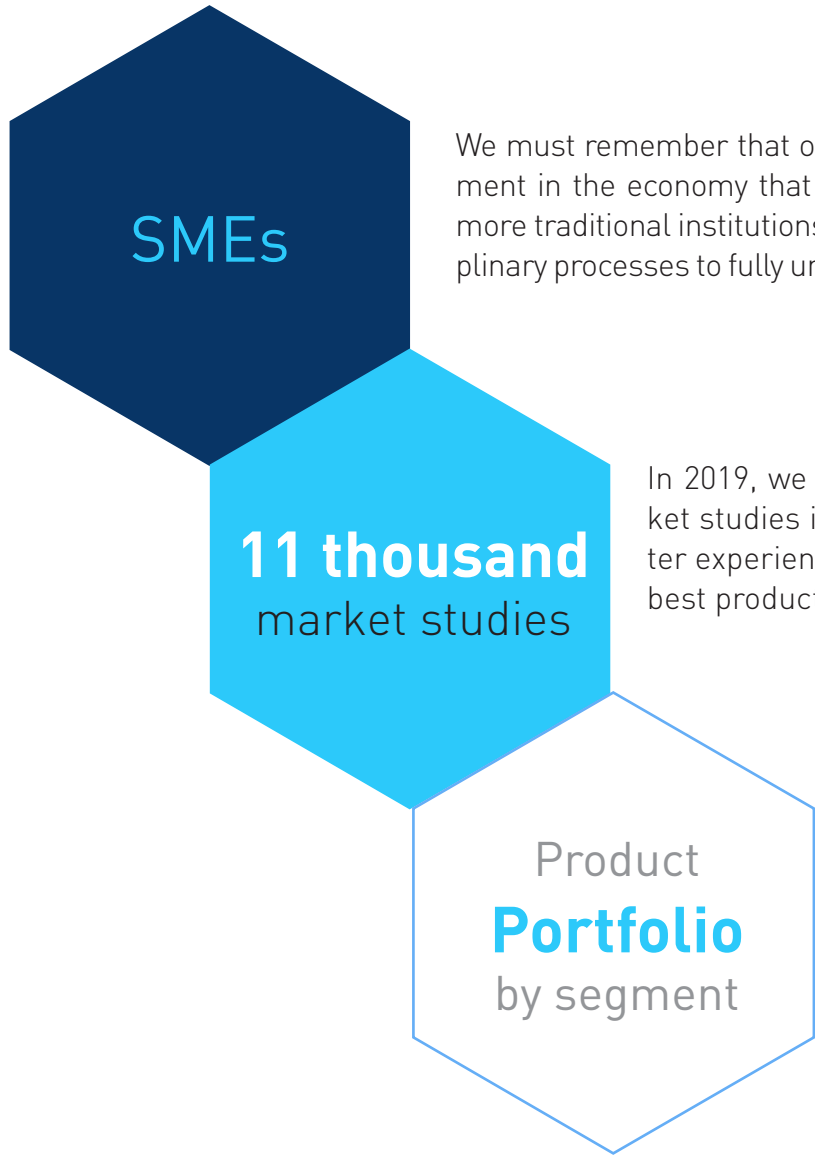 SMEs
We must remember that
ment in the economy that
more traditional institutions
plinary processes to fully
11 thousand
market studies
In 2019, we
ket studies
ter experien
best product
Product
Portfolio
by segment